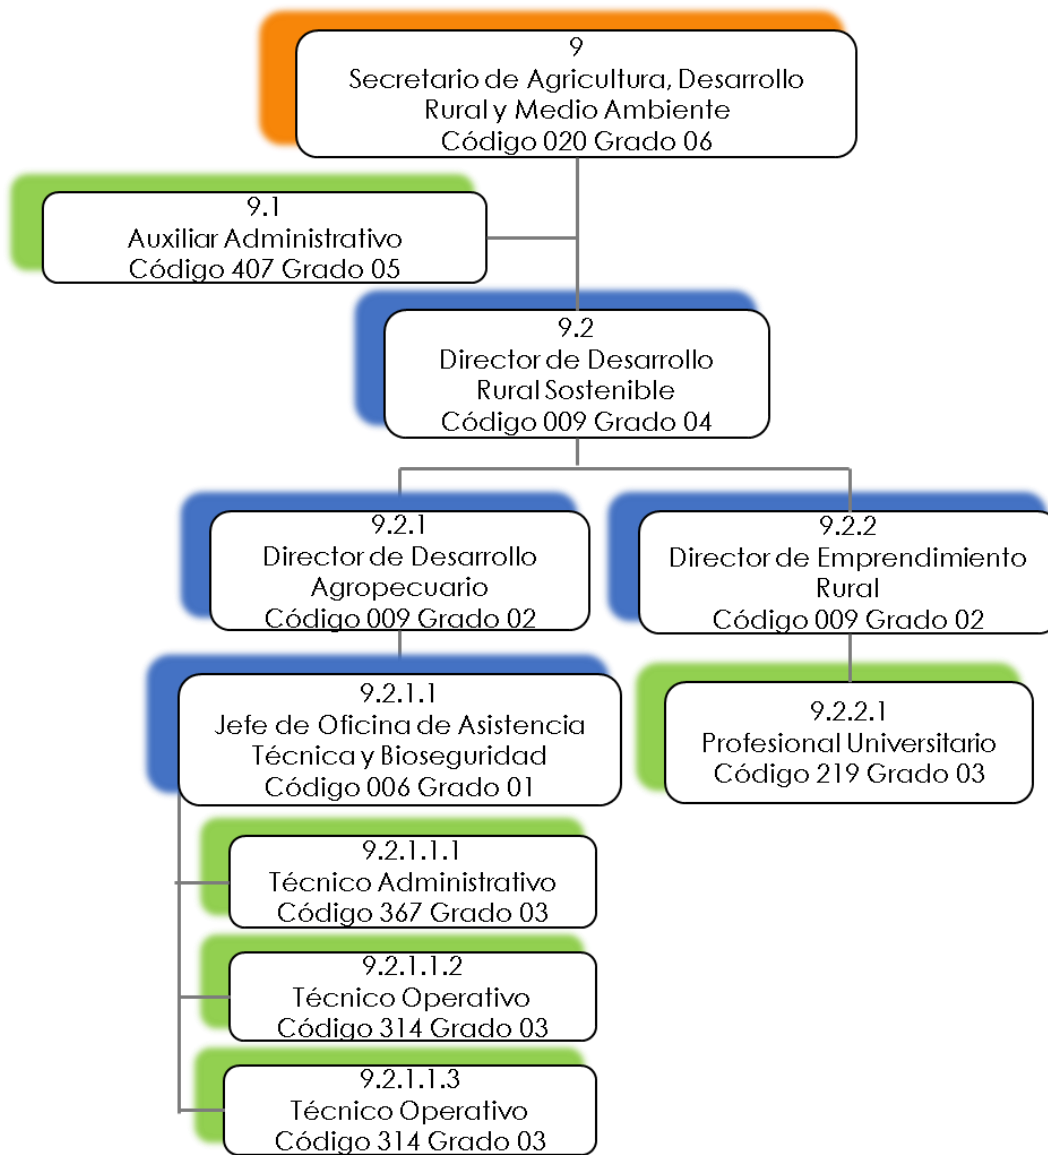 9
Secretario de Agricultura, Desarrollo
Rural y Medio Ambiente
Código 020 Grado 06
9.1
Auxiliar Administrativo
Código 407 Grado 05
9.2
Director de Desarrollo
Rural Sostenible
Código 009 Grado 04
9.2.1
Director de Desarrollo
Agropecuario
Código 009 Grado 02
9.2.2
Director de Emprendimiento
Rural
Código 009 Grado 02
9.2.1.1
Jefe de Oficina de Asistencia
Técnica y Bioseguridad
Código 006 Grado 01
9.2.2.1
Profesional Universitario
Código 219 Grado 03
9.2.1.1.1
Técnico Administrativo
Código 367 Grado 03
9.2.1.1.2
Técnico Operativo
Código 314 Grado 03
9.2.1.1.3
Técnico Operativo
Código 314 Grado 03